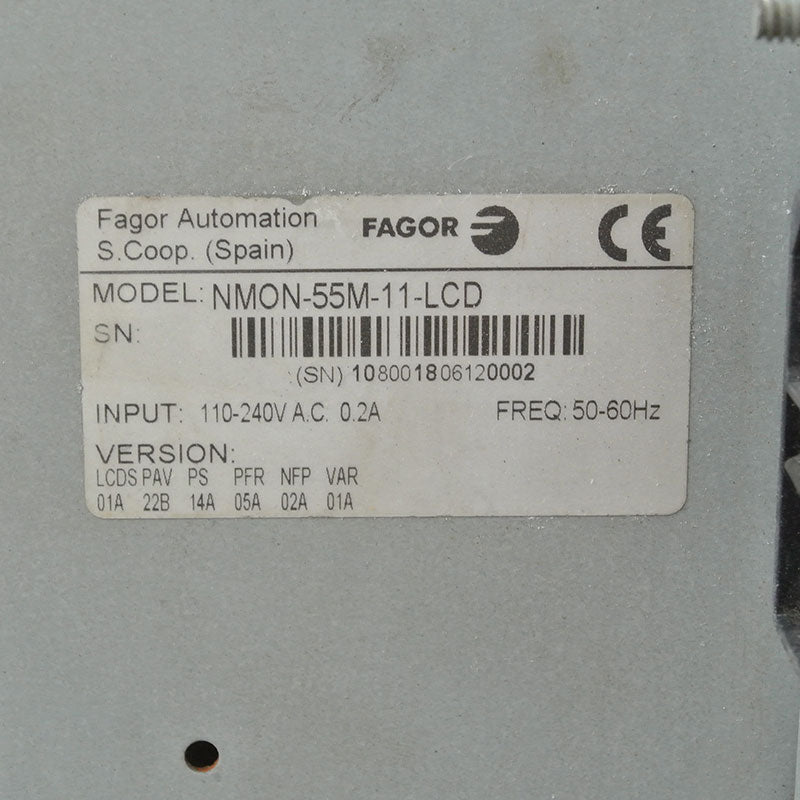 Fagor Automation
S.Coop. (Spain)
FAGOR
CE
MODEL: NMON-55M-11-LCD
SN:
(SN) 108001806120002
INPUT: 110-240V A.C. 0.2A FREQ: 50-60Hz
VERSION:
LCDS PAV PS PFR NFP VAR
01A 22B 14A 05A 02A 01A